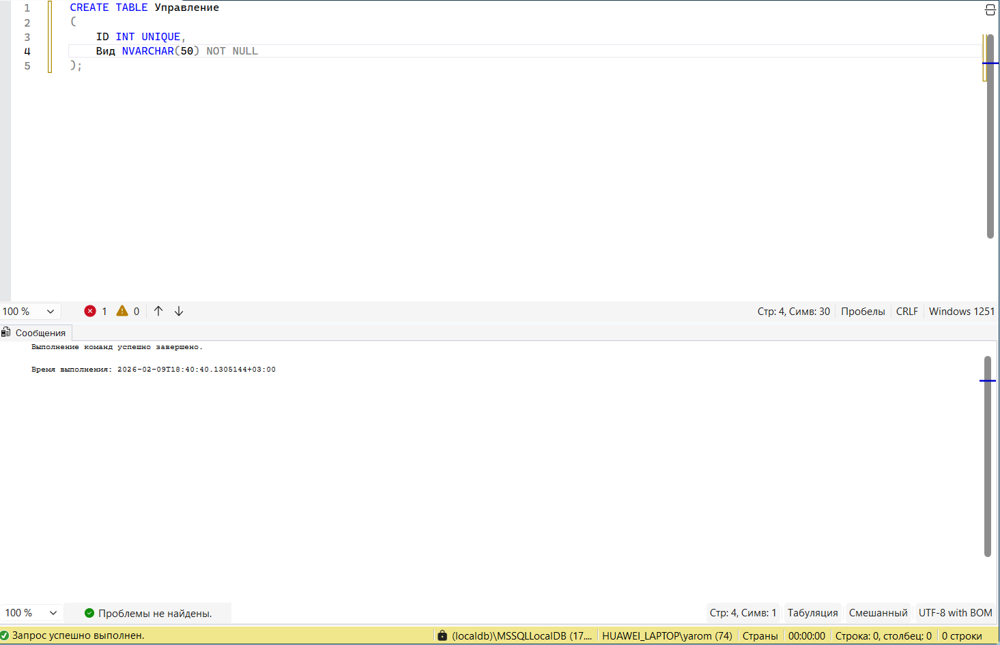 1 CREATE TABLE Управление
2 (
3 ID INT UNIQUE,
4 Вид NVARCHAR(50) NOT NULL
5 );
100 % 1 0 Стр: 4, Симв: 30 Пробелы CRLF Windows 1251
Сообщения
Выполнение команд успешно завершено.
Время выполнения: 2026-02-09T18:40:40.1305144+03:00
100 % Проблемы не найдены. Стр: 4, Симв: 1 Табуляция Смешанный UTF-8 with BOM
Запрос успешно выполнен. (localdb)\MSSQLLocalDB (17.... HUAWEI_LAPTOP\yarom (74) Страны 00:00:00 Строка: 0, столбец: 0 0 строки